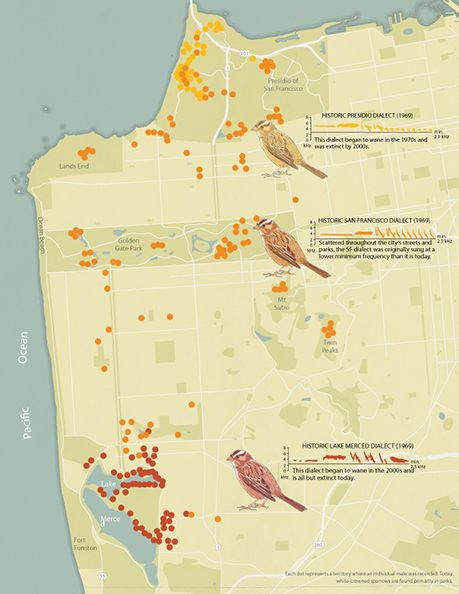 101
1
Presidio of
San Francisco
HISTORIC PRESIDIO DIALECT (1969)
8
6
4
2
0
kHz
min.
2.9 kHz
This dialect began to wane in the 1970s and
was extinct by 2000s.
Lands End
Ocean Beach
Golden
Gate Park
HISTORIC SAN FRANCISCO DIALECT (1969)
8
6
4
2
0
kHz
min.
2.3 kHz
Scattered throughout the city's streets and
parks, the SF dialect was originally sung at a
lower minimum frequency than it is today.
Mt
Sutro
Twin
Peaks
Pacific Ocean
HISTORIC LAKE MERCED DIALECT (1969)
8
6
4
2
0
kHz
min.
2.5 kHz
This dialect began to wane in the 2000s and
is all but extinct today.
Lake
Merce
d
Fort
Funston
1
280
35
Each dot represents a territory where an individual male was recorded. Today
white-crowned sparrows are found primarily in parks.